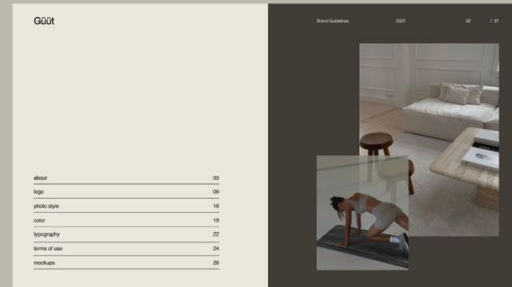 Güüt
about 03
logo 09
photo style 16
color 19
typography 22
terms of use 24
mockups 26
Brand Guidelines 2022 02 / 37